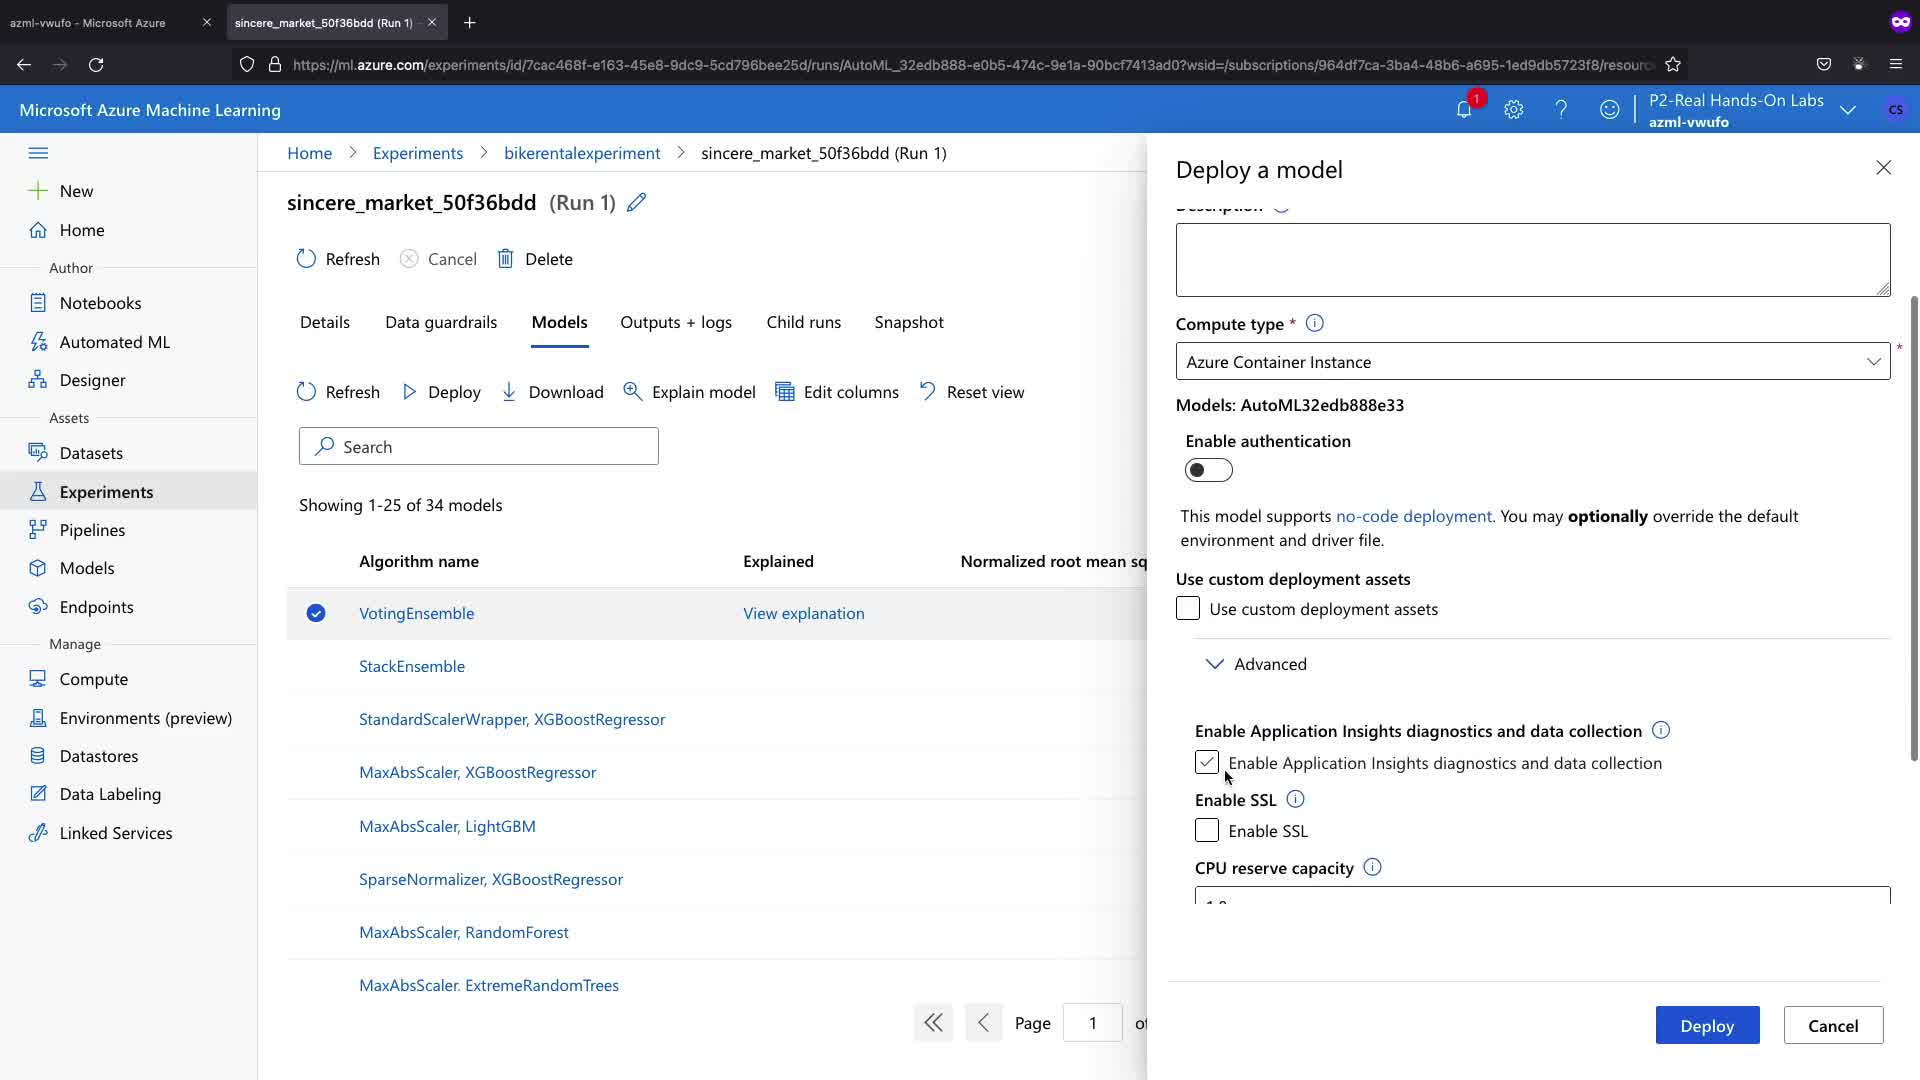 azml-vwufo - Microsoft Azure
sincere_market_50f36bdd (Run 1)
https://ml.azure.com/experiments/id/7cac468f-e163-45e8-9dc9-5cd796bee25d/runs/AutoML_32edb888-e0b5-474c-9e1a-90bcf7413ad0?wsid=/subscriptions/964df7ca-3ba4-48b6-a695-1ed9db5723f8/resourc
Microsoft Azure Machine Learning
1
P2-Real Hands-On Labs
azml-vwufo
CS
New
Home
Author
Notebooks
Automated ML
Designer
Assets
Datasets
Experiments
Pipelines
Models
Endpoints
Manage
Compute
Environments (preview)
Datastores
Data Labeling
Linked Services
Home > Experiments > bikerentalexperiment > sincere_market_50f36bdd (Run 1)
sincere_market_50f36bdd (Run 1)
Refresh Cancel Delete
Details Data guardrails Models Outputs + logs Child runs Snapshot
Refresh Deploy Download Explain model Edit columns Reset view
Search
Showing 1-25 of 34 models
Algorithm name Explained Normalized root mean sq
VotingEnsemble View explanation
StackEnsemble
StandardScalerWrapper, XGBoostRegressor
MaxAbsScaler, XGBoostRegressor
MaxAbsScaler, LightGBM
SparseNormalizer, XGBoostRegressor
MaxAbsScaler, RandomForest
MaxAbsScaler, ExtremeRandomTrees
Page 1 of
Deploy a model
Description
Compute type *
Azure Container Instance
*
Models: AutoML32edb888e33
Enable authentication
This model supports no-code deployment. You may optionally override the default
environment and driver file.
Use custom deployment assets
Use custom deployment assets
Advanced
Enable Application Insights diagnostics and data collection
Enable Application Insights diagnostics and data collection
Enable SSL
Enable SSL
CPU reserve capacity
Deploy Cancel